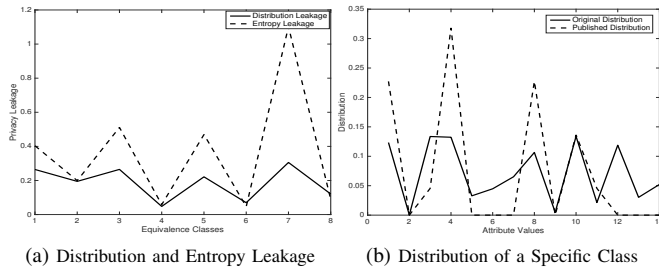 Distribution Leakage
Entropy Leakage
1.2
1
0.8
0.6
0.4
0.2
0
Privacy Leakage
1 2 3 4 5 6 7 8
Equivalence Classes
(a) Distribution and Entropy Leakage
Original Distribution
Published Distribution
0.35
0.3
0.25
0.2
0.15
0.1
0.05
0
Distribution
0 2 4 6 8 10 12
Attribute Values
(b) Distribution of a Specific Class